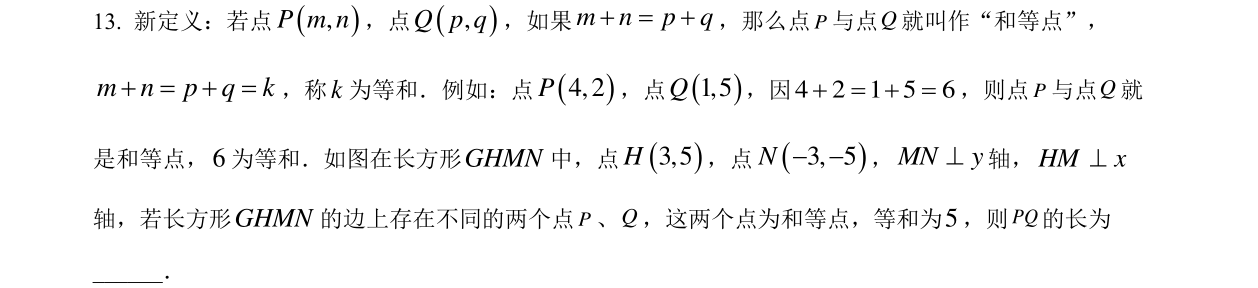 13. 新定义：若点P(m,n)，点Q(p,q)，如果m+n=p+q，那么点P与点Q就叫作“和等点”，
m+n=p+q=k，称k为等和．例如：点P(4,2)，点Q(1,5)，因4+2=1+5=6，则点P与点Q就
是和等点，6为等和．如图在长方形GHMN中，点H(3,5)，点N(−3,−5)，MN⊥y轴，HM⊥x
轴，若长方形GHMN的边上存在不同的两个点P、Q，这两个点为和等点，等和为5，则PQ的长为
______．